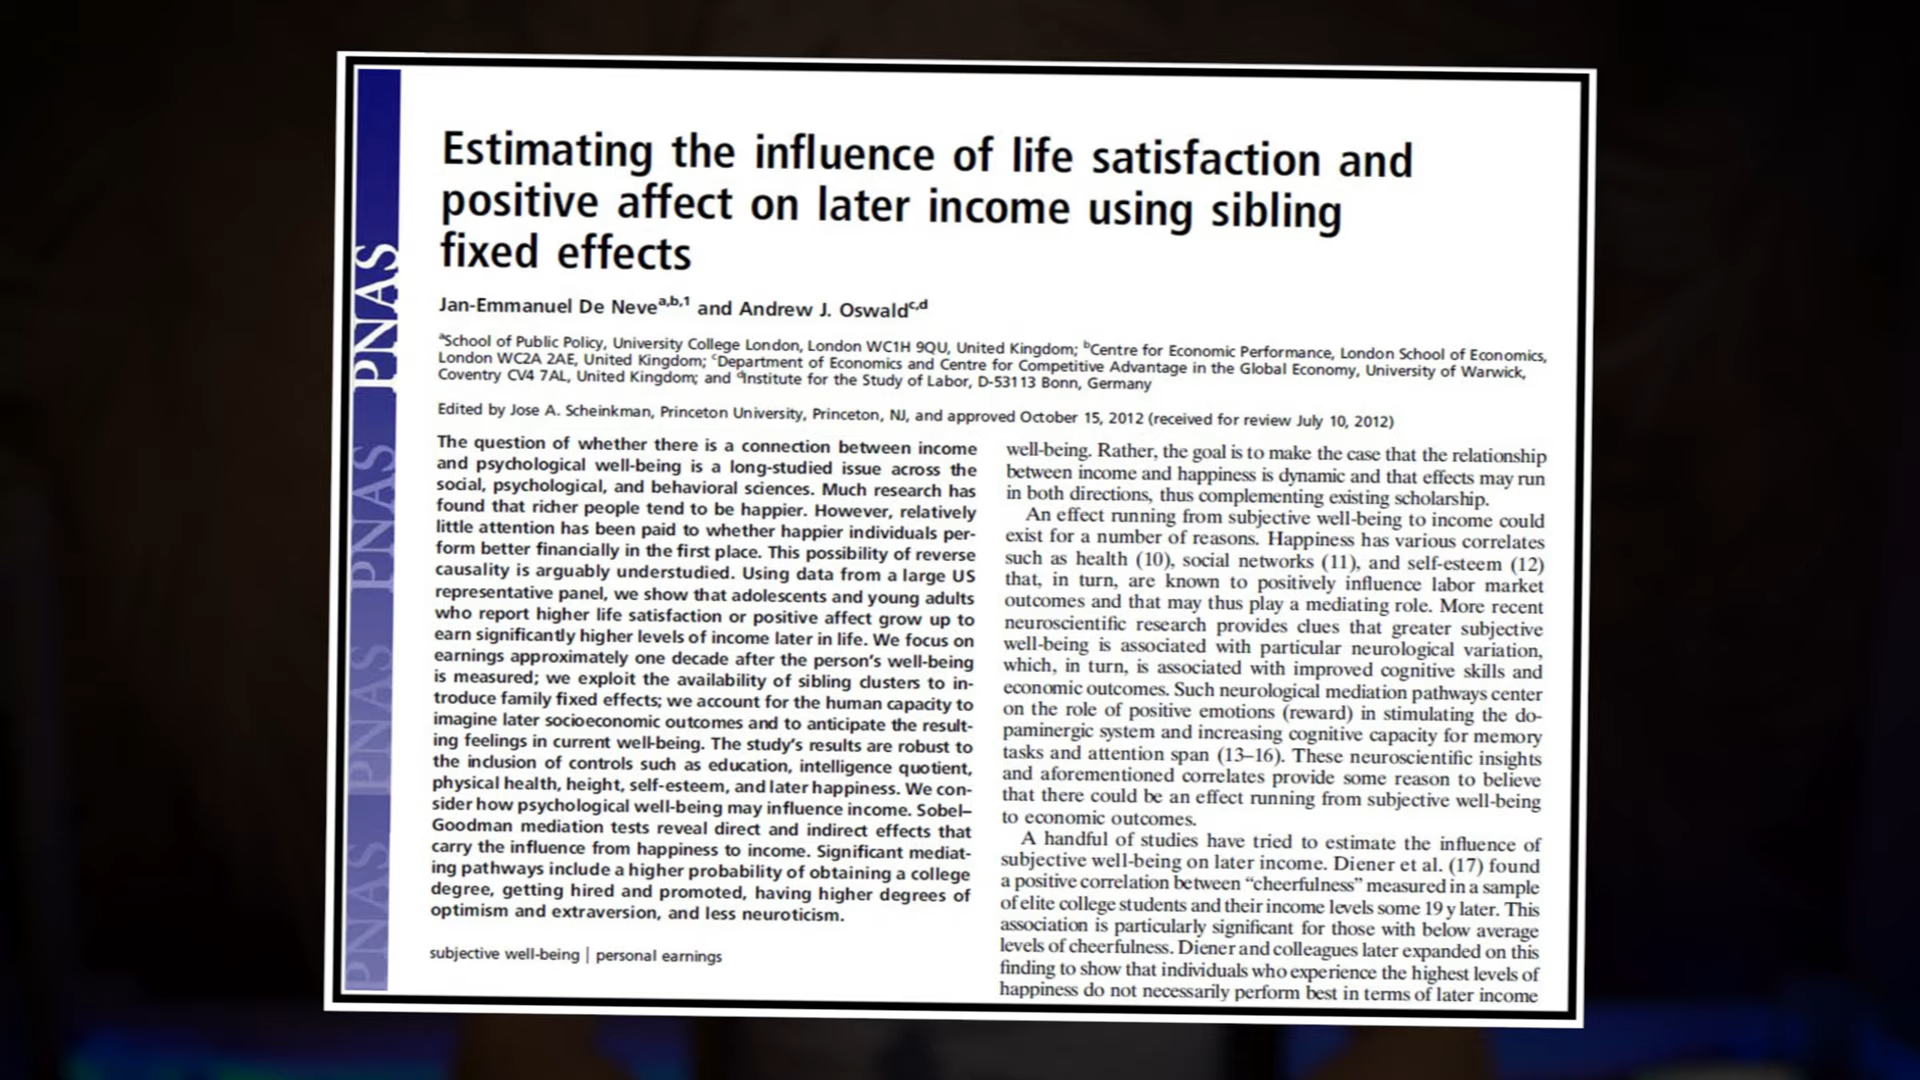 Estimating the influence of life satisfaction and
positive affect on later income using sibling
fixed effects
Jan-Emmanuel De Neveᵃ,ᵇ,¹ and Andrew J. Oswaldᶜ,ᵈ
ᵃSchool of Public Policy, University College London, London WC1H 9QU, United Kingdom; ᵇCentre for Economic Performance, London School of Economics,
London WC2A 2AE, United Kingdom; ᶜDepartment of Economics and Centre for Competitive Advantage in the Global Economy, University of Warwick,
Coventry CV4 7AL, United Kingdom; and ᵈInstitute for the Study of Labor, D-53113 Bonn, Germany
Edited by Jose A. Scheinkman, Princeton University, Princeton, NJ, and approved October 15, 2012 (received for review July 10, 2012)
The question of whether there is a connection between income
and psychological well-being is a long-studied issue across the
social, psychological, and behavioral sciences. Much research has
found that richer people tend to be happier. However, relatively
little attention has been paid to whether happier individuals per-
form better financially in the first place. This possibility of reverse
causality is arguably understudied. Using data from a large US
representative panel, we show that adolescents and young adults
who report higher life satisfaction or positive affect grow up to
earn significantly higher levels of income later in life. We focus on
earnings approximately one decade after the person's well-being
is measured; we exploit the availability of sibling clusters to in-
troduce family fixed effects; we account for the human capacity to
imagine later socioeconomic outcomes and to anticipate the result-
ing feelings in current well-being. The study's results are robust to
the inclusion of controls such as education, intelligence quotient,
physical health, height, self-esteem, and later happiness. We con-
sider how psychological well-being may influence income. Sobel–
Goodman mediation tests reveal direct and indirect effects that
carry the influence from happiness to income. Significant mediat-
ing pathways include a higher probability of obtaining a college
degree, getting hired and promoted, having higher degrees of
optimism and extraversion, and less neuroticism.
subjective well-being | personal earnings
well-being. Rather, the goal is to make the case that the relationship
between income and happiness is dynamic and that effects may run
in both directions, thus complementing existing scholarship.
An effect running from subjective well-being to income could
exist for a number of reasons. Happiness has various correlates
such as health (10), social networks (11), and self-esteem (12)
that, in turn, are known to positively influence labor market
outcomes and that may thus play a mediating role. More recent
neuroscientific research provides clues that greater subjective
well-being is associated with particular neurological variation,
which, in turn, is associated with improved cognitive skills and
economic outcomes. Such neurological mediation pathways center
on the role of positive emotions (reward) in stimulating the do-
paminergic system and increasing cognitive capacity for memory
tasks and attention span (13–16). These neuroscientific insights
and aforementioned correlates provide some reason to believe
that there could be an effect running from subjective well-being
to economic outcomes.
A handful of studies have tried to estimate the influence of
subjective well-being on later income. Diener et al. (17) found
a positive correlation between "cheerfulness" measured in a sample
of elite college students and their income levels some 19 y later. This
association is particularly significant for those with below average
levels of cheerfulness. Diener and colleagues later expanded on this
finding to show that individuals who experience the highest levels of
happiness do not necessarily perform best in terms of later income
PNAS
PNAS
PNAS
PNAS